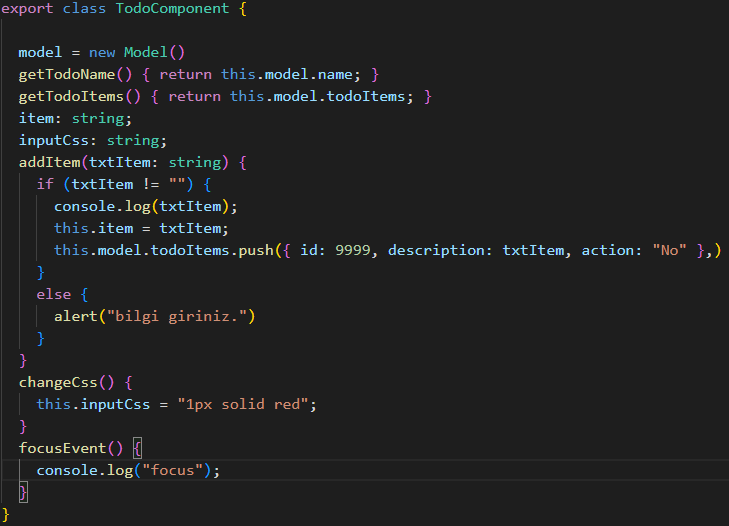 export class TodoComponent {
model = new Model()
getTodoName() { return this.model.name; }
getTodoItems() { return this.model.todoItems; }
item: string;
inputCss: string;
addItem(txtItem: string) {
if (txtItem != "") {
console.log(txtItem);
this.item = txtItem;
this.model.todoItems.push({ id: 9999, description: txtItem, action: "No" },)
}
else {
alert("bilgi giriniz.")
}
}
changeCss() {
this.inputCss = "1px solid red";
}
focusEvent() {
console.log("focus");
}
}